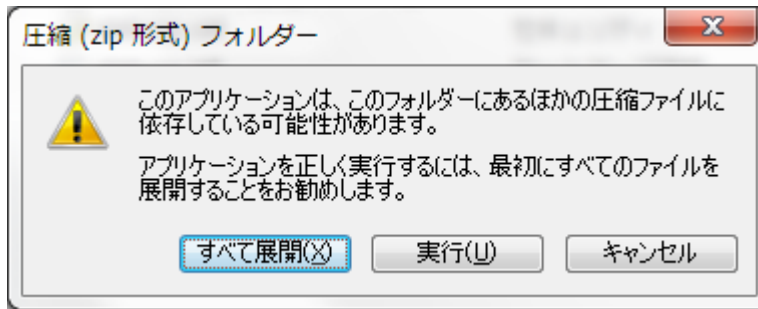 圧縮 (zip 形式) フォルダー
このアプリケーションは、このフォルダーにあるほかの圧縮ファイルに
依存している可能性があります。
アプリケーションを正しく実行するには、最初にすべてのファイルを
展開することをお勧めします。
すべて展開(X) 実行(U) キャンセル